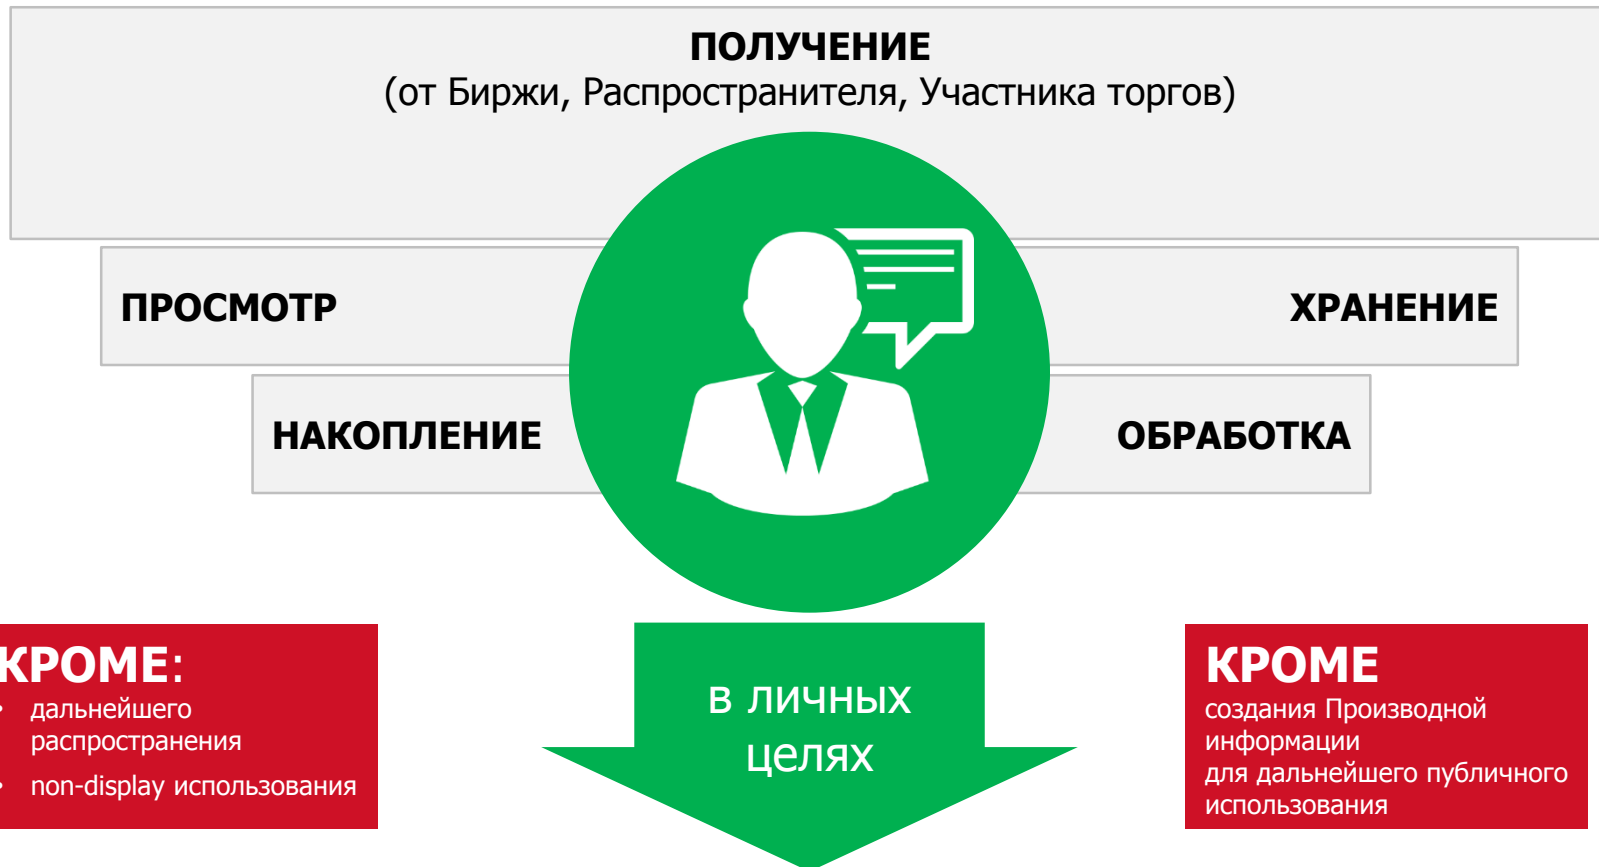 ПОЛУЧЕНИЕ
(от Биржи, Распространителя, Участника торгов)
ПРОСМОТР
ХРАНЕНИЕ
НАКОПЛЕНИЕ
ОБРАБОТКА
КРОМЕ:
• дальнейшего
распространения
• non-display использования
в личных
целях
КРОМЕ
создания Производной
информации
для дальнейшего публичного
использования